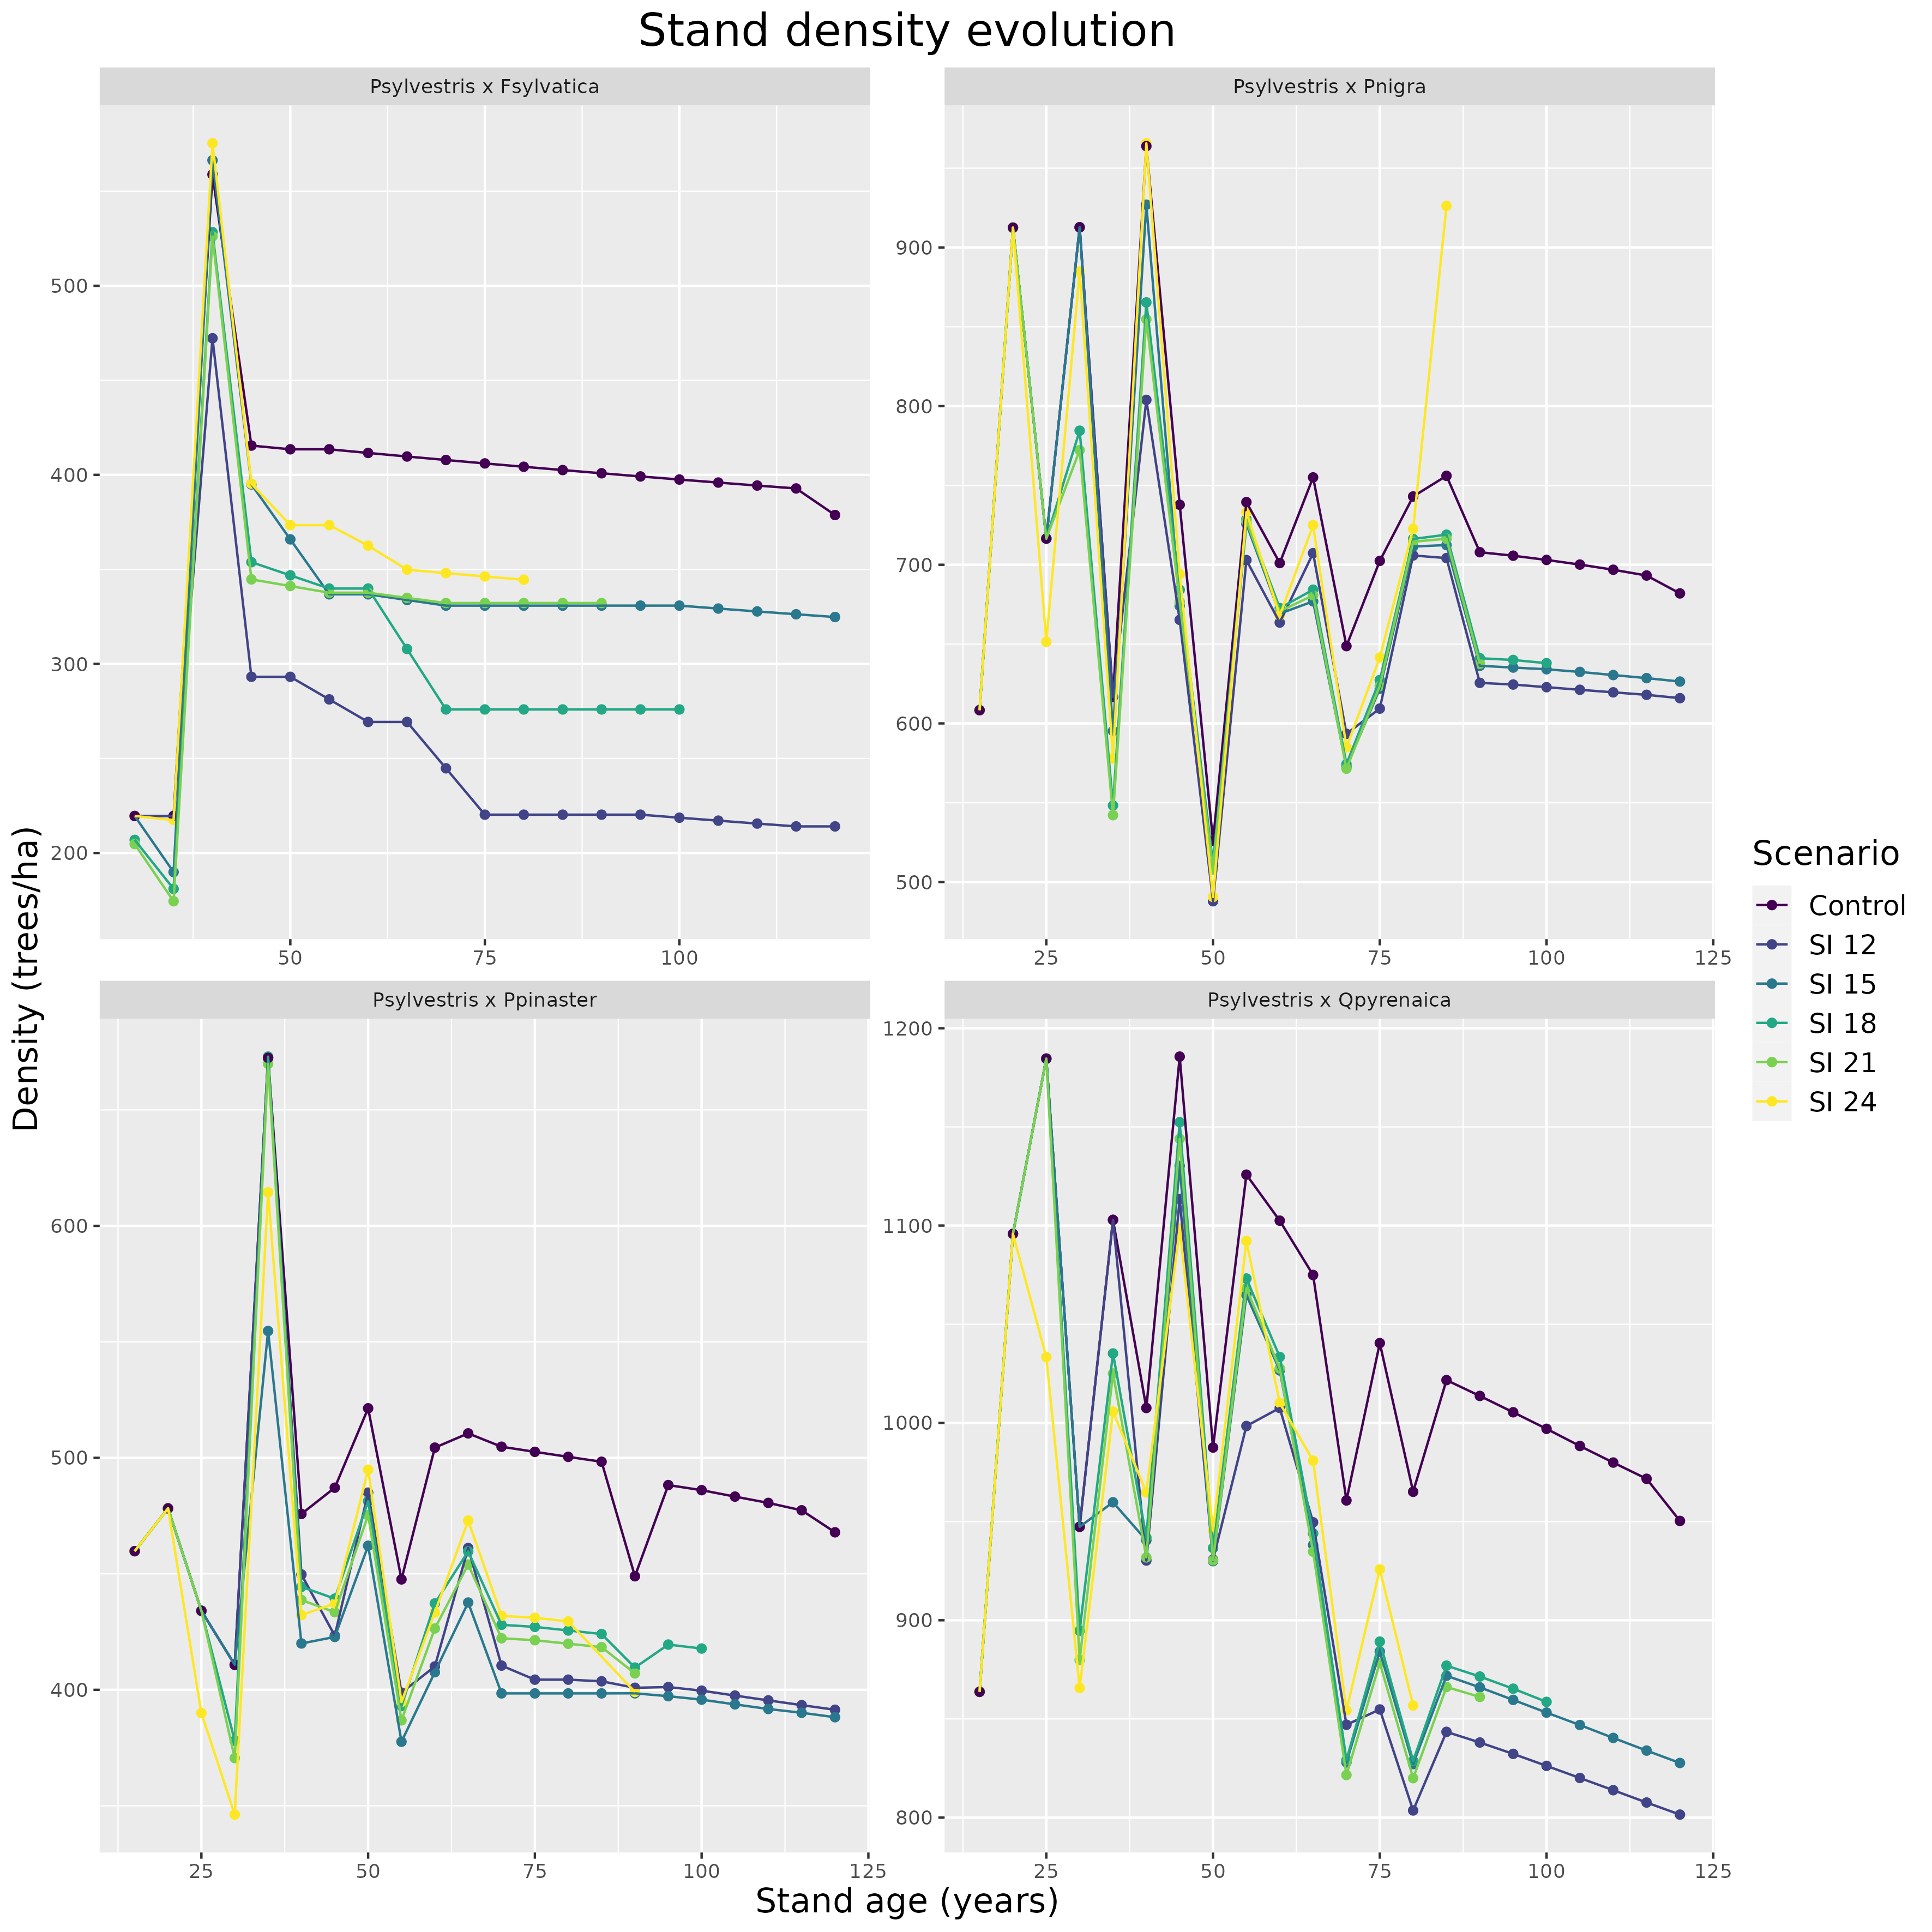 Stand density evolution
Psylvestris x Fsylvatica
Psylvestris x Pnigra
500
400
300
200
50
75
100
900
800
700
600
500
25
50
75
100
125
Psylvestris x Ppinaster
Psylvestris x Qpyrenaica
600
500
400
25
50
75
100
125
1200
1100
1000
900
800
25
50
75
100
125
Density (trees/ha)
Stand age (years)
Scenario
Control
SI 12
SI 15
SI 18
SI 21
SI 24